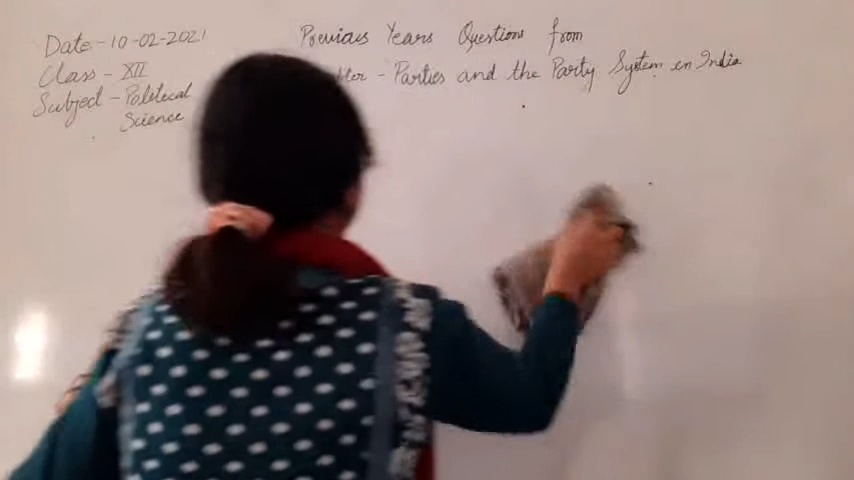 Date - 10-02-2021
Class - XII
Subject - Political
Science
Previous Years Questions from
- Parties and the Party System in India